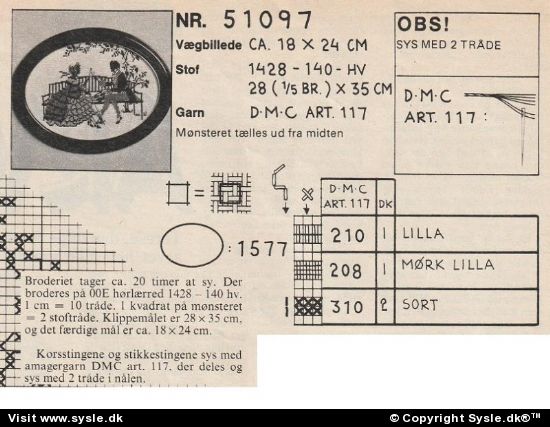 NR. 51097
Vægbillede CA. 18 × 24 CM
Stof 1428 - 140 - HV
28 (1/5 BR.) × 35 CM
Garn D·M·C ART. 117
Mønsteret tælles ud fra midten
OBS!
SYS MED 2 TRÅDE
D·M·C
ART. 117 :
=
: 1577
D·M·C
ART. 117 DK
210 1 LILLA
208 1 MØRK LILLA
310 2 SORT
Broderiet tager ca. 20 timer at sy. Der
broderes på 00E hørlærred 1428 – 140 hv.
1 cm = 10 tråde. 1 kvadrat på mønsteret
= 2 stoftråde. Klippemålet er 28 × 35 cm,
og det færdige mål er ca. 18 × 24 cm.
Korsstingene og stikkestingene sys med
amagergarn DMC art. 117, der deles og
sys med 2 tråde i nålen.
Visit www.sysle.dk
© Copyright Sysle.dk®™